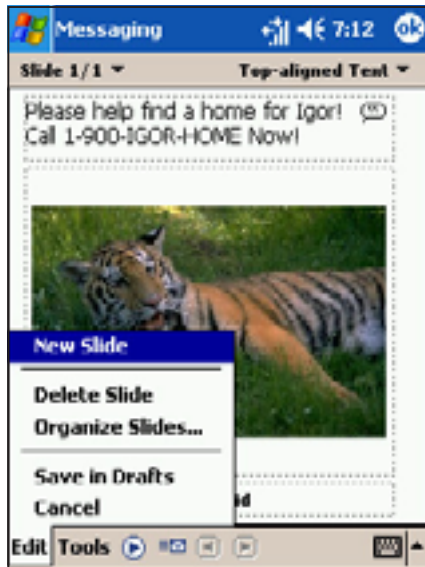 Messaging 7:12 ok
Slide 1/1 Top-aligned Text
Please help find a home for Igor!
Call 1-900-IGOR-HOME Now!
New Slide
Delete Slide
Organize Slides...
Save in Drafts
Cancel
Edit Tools